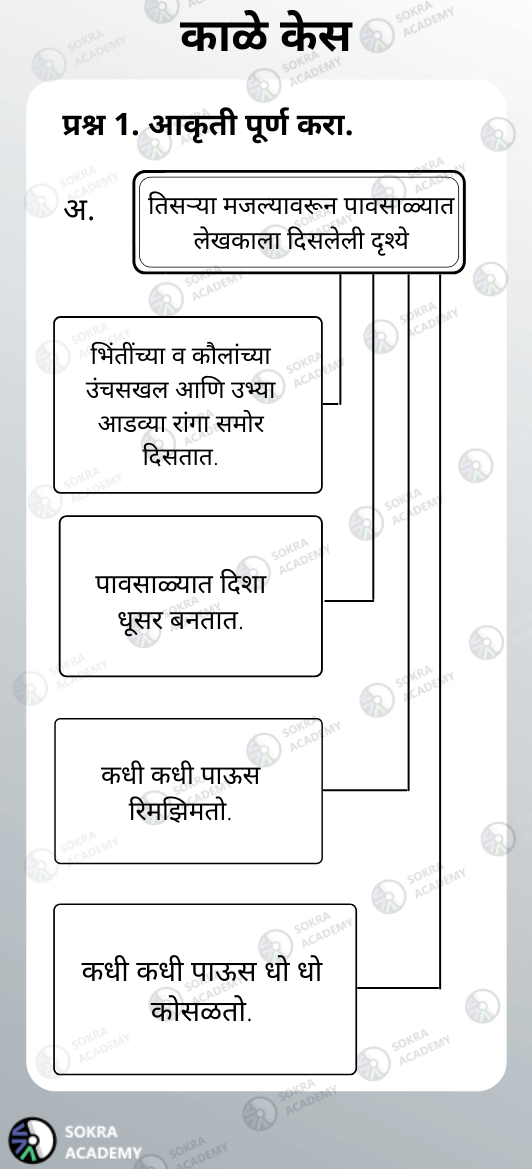 काळे केस
प्रश्न 1. आकृती पूर्ण करा.
अ.
तिसऱ्या मजल्यावरून पावसाळ्यात
लेखकाला दिसलेली दृश्ये
भिंतींच्या व कौलांच्या
उंचसखल आणि उभ्या
आडव्या रांगा समोर
दिसतात.
पावसाळ्यात दिशा
धूसर बनतात.
कधी कधी पाऊस
रिमझिमतो.
कधी कधी पाऊस धो धो
कोसळतो.
SOKRA
ACADEMY